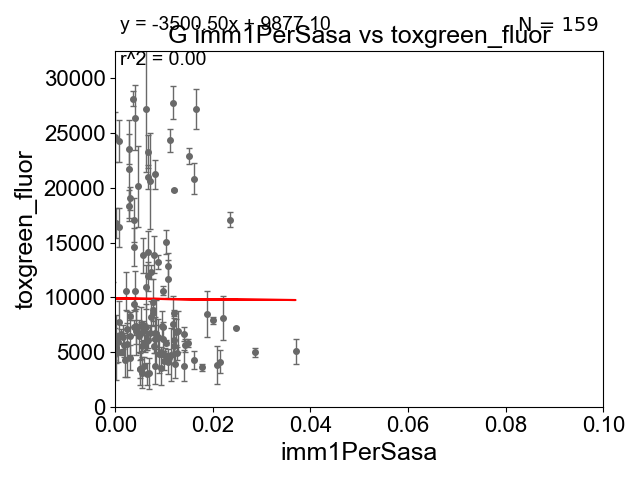 y = -3500.50x + 9877.10
N = 159
G imm1PerSasa vs toxgreen_fluor
r^2 = 0.00
30000
25000
20000
15000
10000
5000
0
toxgreen_fluor
0.00 0.02 0.04 0.06 0.08 0.10
imm1PerSasa